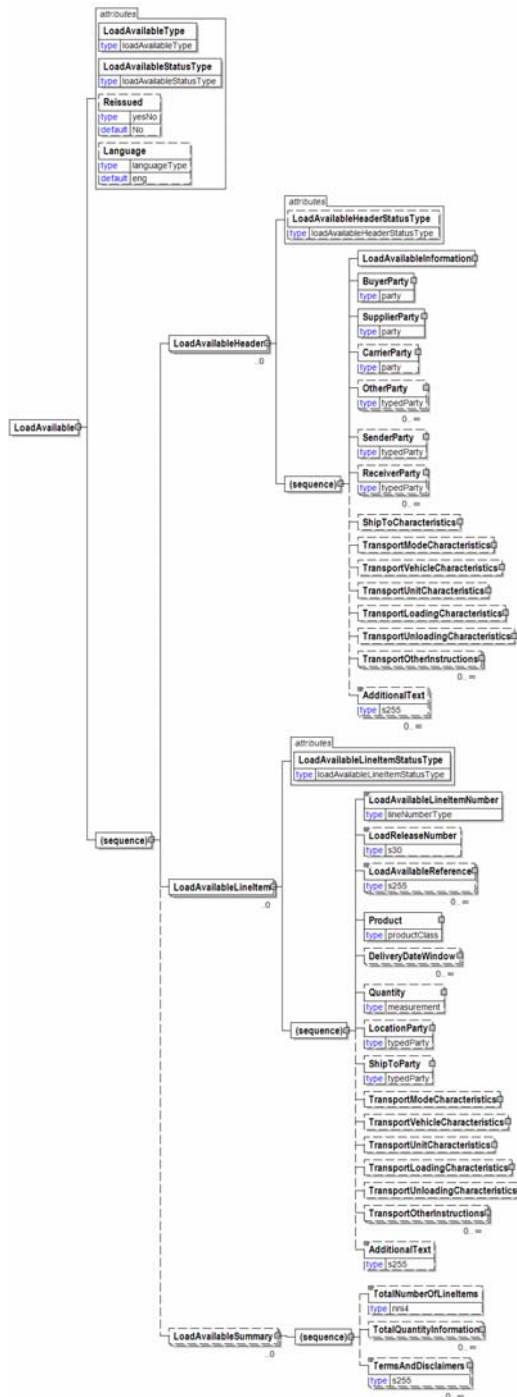 attributes
LoadAvailableType
type loadAvailableType
LoadAvailableStatusType
type loadAvailableStatusType
Reissued
type yesNo
default No
Language
type languageType
default eng
attributes
LoadAvailableHeaderStatusType
type loadAvailableHeaderStatusType
LoadAvailableInformation
BuyerParty
type party
SupplierParty
type party
LoadAvailableHeader
..0
CarrierParty
type party
OtherParty
type typedParty
0.. ∞
LoadAvailable
SenderParty
type typedParty
(sequence)
ReceiverParty
type typedParty
0.. ∞
ShipToCharacteristics
TransportModeCharacteristics
TransportVehicleCharacteristics
TransportUnitCharacteristics
TransportLoadingCharacteristics
TransportUnloadingCharacteristics
TransportOtherInstructions
0.. ∞
AdditionalText
type s255
0.. ∞
attributes
LoadAvailableLineItemStatusType
type loadAvailableLineItemStatusType
LoadAvailableLineItemNumber
type lineNumberType
(sequence)
LoadReleaseNumber
type s30
LoadAvailableLineItem
..0
LoadAvailableReference
type s255
0.. ∞
Product
type productClass
DeliveryDateWindow
0.. ∞
Quantity
type measurement
(sequence)
LocationParty
type typedParty
ShipToParty
type typedParty
TransportModeCharacteristics
TransportVehicleCharacteristics
TransportUnitCharacteristics
TransportLoadingCharacteristics
TransportUnloadingCharacteristics
TransportOtherInstructions
0.. ∞
AdditionalText
type s255
TotalNumberOfLineItems
type nni4
LoadAvailableSummary
..0
(sequence)
TotalQuantityInformation
0.. ∞
TermsAndDisclaimers
type s255
0.. ∞